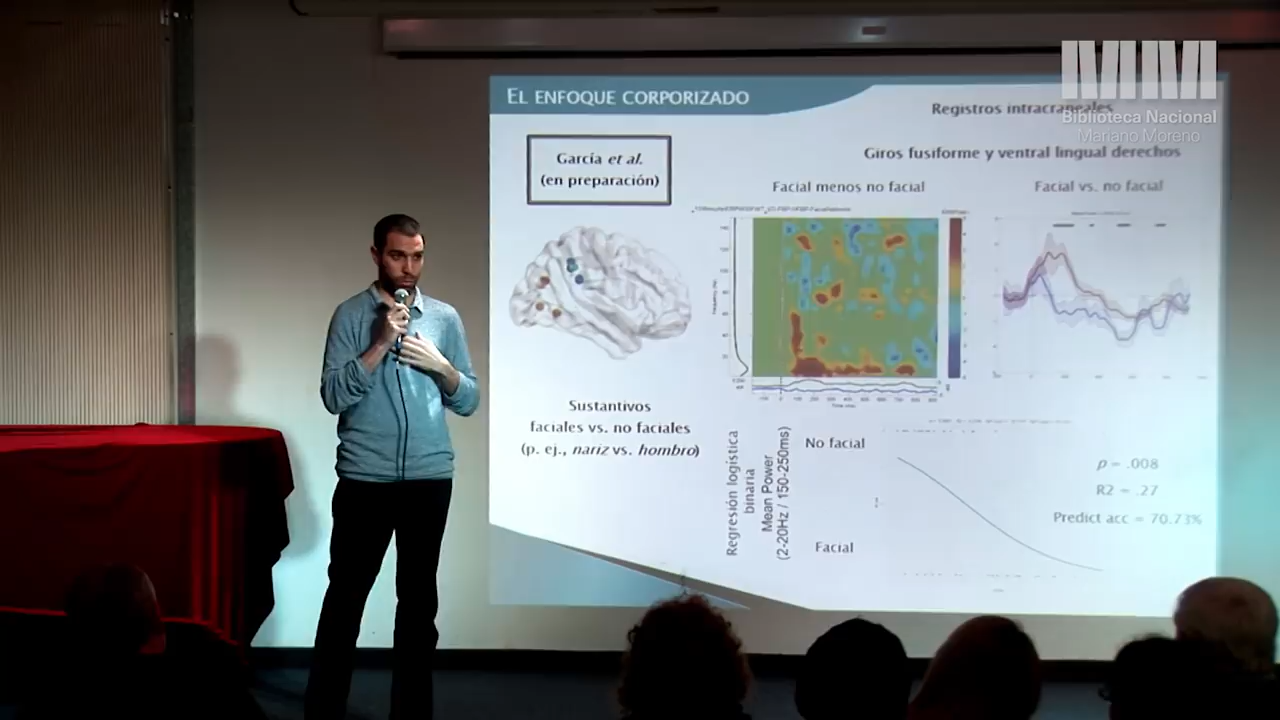 EL ENFOQUE CORPORIZADO
Registros intracraneales
Biblioteca Nacional
Mariano Moreno
García et al.
(en preparación)
Giros fusiforme y ventral lingual derechos
Facial menos no facial
Facial vs. no facial
Sustantivos
faciales vs. no faciales
(p. ej., nariz vs. hombro)
Regresión logística
binaria
Mean Power
(2-20Hz / 150-250ms)
No facial
Facial
p = .008
R2 = .27
Predict acc = 70.73%